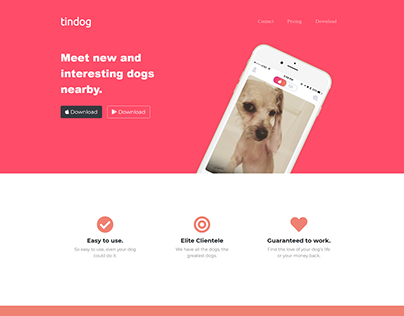 tindog
Contact Pricing Download
Meet new and
interesting dogs
nearby.
Download Download
Easy to use.
So easy to use, even your dog
could do it.
Elite Clientele
We have all the dogs, the
greatest dogs.
Guaranteed to work.
Find the love of your dog's life
or your money back.